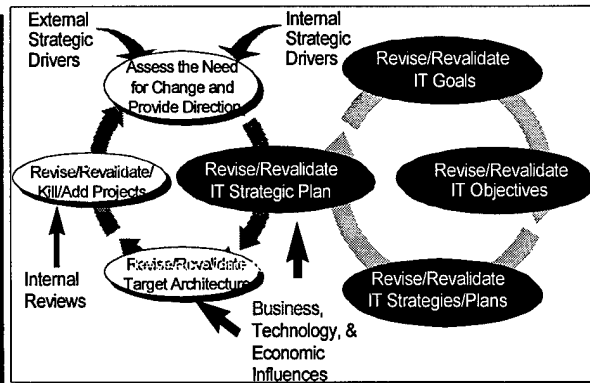 External
Strategic
Drivers
Internal
Strategic
Drivers
Assess the Need
for Change and
Provide Direction
Revise/Revalidate
IT Goals
Revise/Revalidate/
Kill/Add Projects
Revise/Revalidate
IT Strategic Plan
Revise/Revalidate
IT Objectives
Revise/Revalidate
Target Architecture
Revise/Revalidate
IT Strategies/Plans
Internal
Reviews
Business,
Technology, &
Economic
Influences